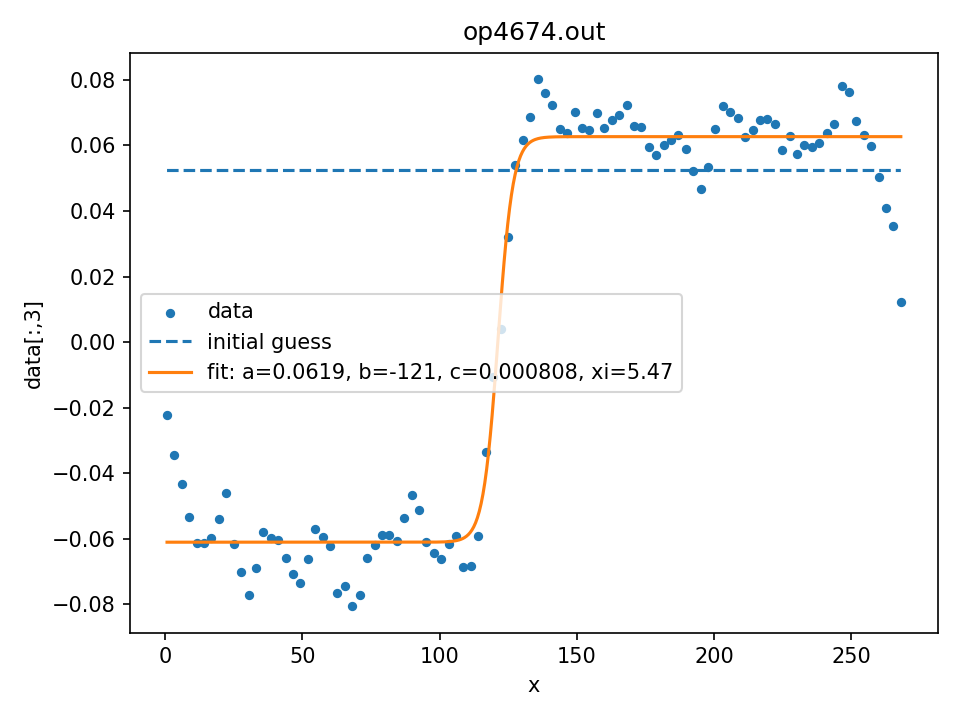 op4674.out
0.08
0.06
0.04
0.02
0.00
−0.02
−0.04
−0.06
−0.08
data[:,3]
data
initial guess
fit: a=0.0619, b=-121, c=0.000808, xi=5.47
0 50 100 150 200 250
x